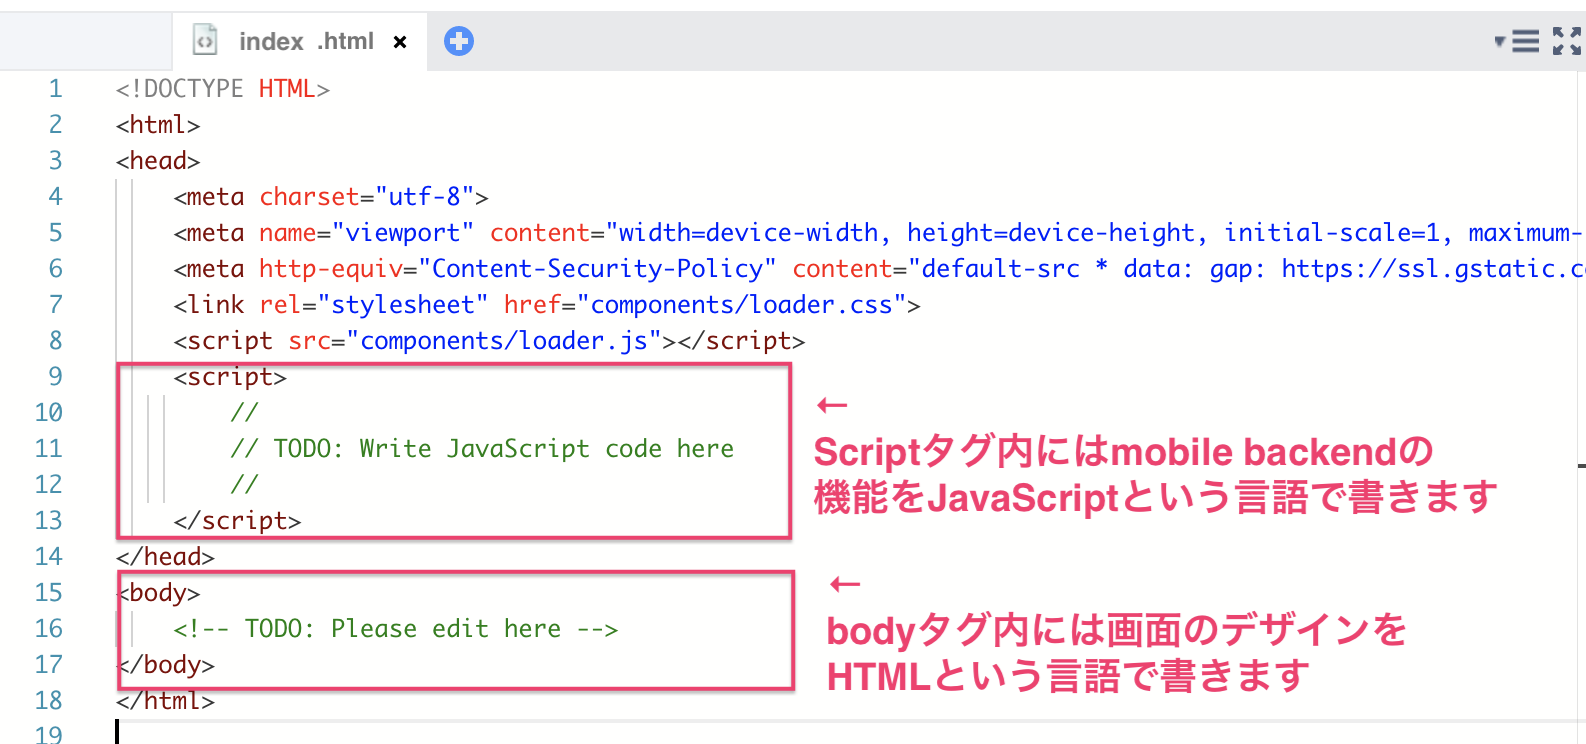 index .html ×
1 <!DOCTYPE HTML>
2 <html>
3 <head>
4 <meta charset="utf-8">
5 <meta name="viewport" content="width=device-width, height=device-height, initial-scale=1, maximum-
6 <meta http-equiv="Content-Security-Policy" content="default-src * data: gap: https://ssl.gstatic.c
7 <link rel="stylesheet" href="components/loader.css">
8 <script src="components/loader.js"></script>
9 <script>
10 //
11 // TODO: Write JavaScript code here
12 //
13 </script>
←
Scriptタグ内にはmobile backendの
機能をJavaScriptという言語で書きます
14 </head>
15 <body>
16 <!-- TODO: Please edit here -->
17 </body>
←
bodyタグ内には画面のデザインを
HTMLという言語で書きます
18 </html>
19